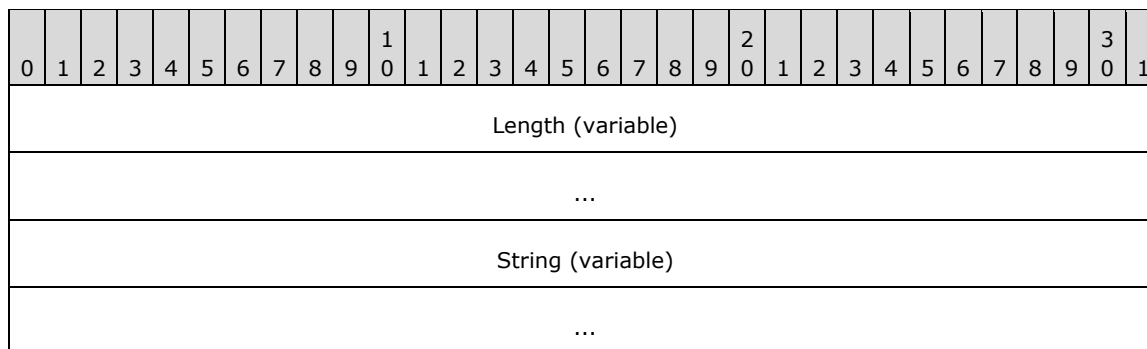 1 2 3
0 1 2 3 4 5 6 7 8 9 0 1 2 3 4 5 6 7 8 9 0 1 2 3 4 5 6 7 8 9 0 1
Length (variable)
...
String (variable)
...